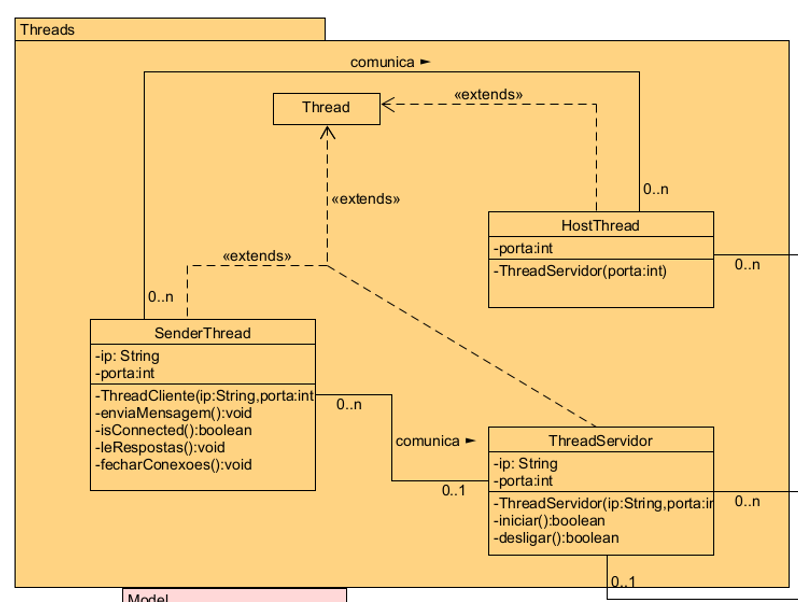 Threads
comunica ►
Thread
«extends»
«extends»
«extends»
0..n
HostThread
-porta:int
-ThreadServidor(porta:int)
0..n
0..n
SenderThread
-ip: String
-porta:int
-ThreadCliente(ip:String,porta:int
-enviaMensagem():void
-isConnected():boolean
-leRespostas():void
-fecharConexoes():void
0..n
comunica ►
0..1
ThreadServidor
-ip: String
-porta:int
-ThreadServidor(ip:String,porta:in
-iniciar():boolean
-desligar():boolean
0..n
0..1
Model